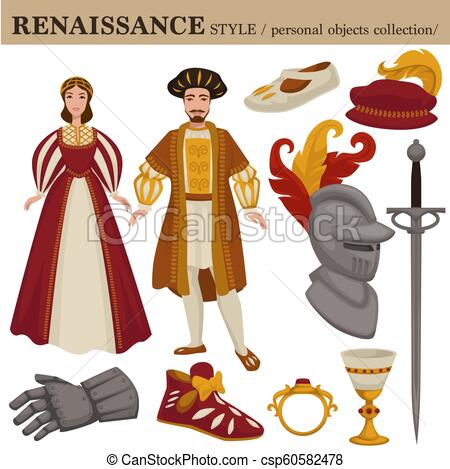 RENAISSANCE STYLE / personal objects collection/
© Can Stock Photo
© Can Stock Photo - csp60582478